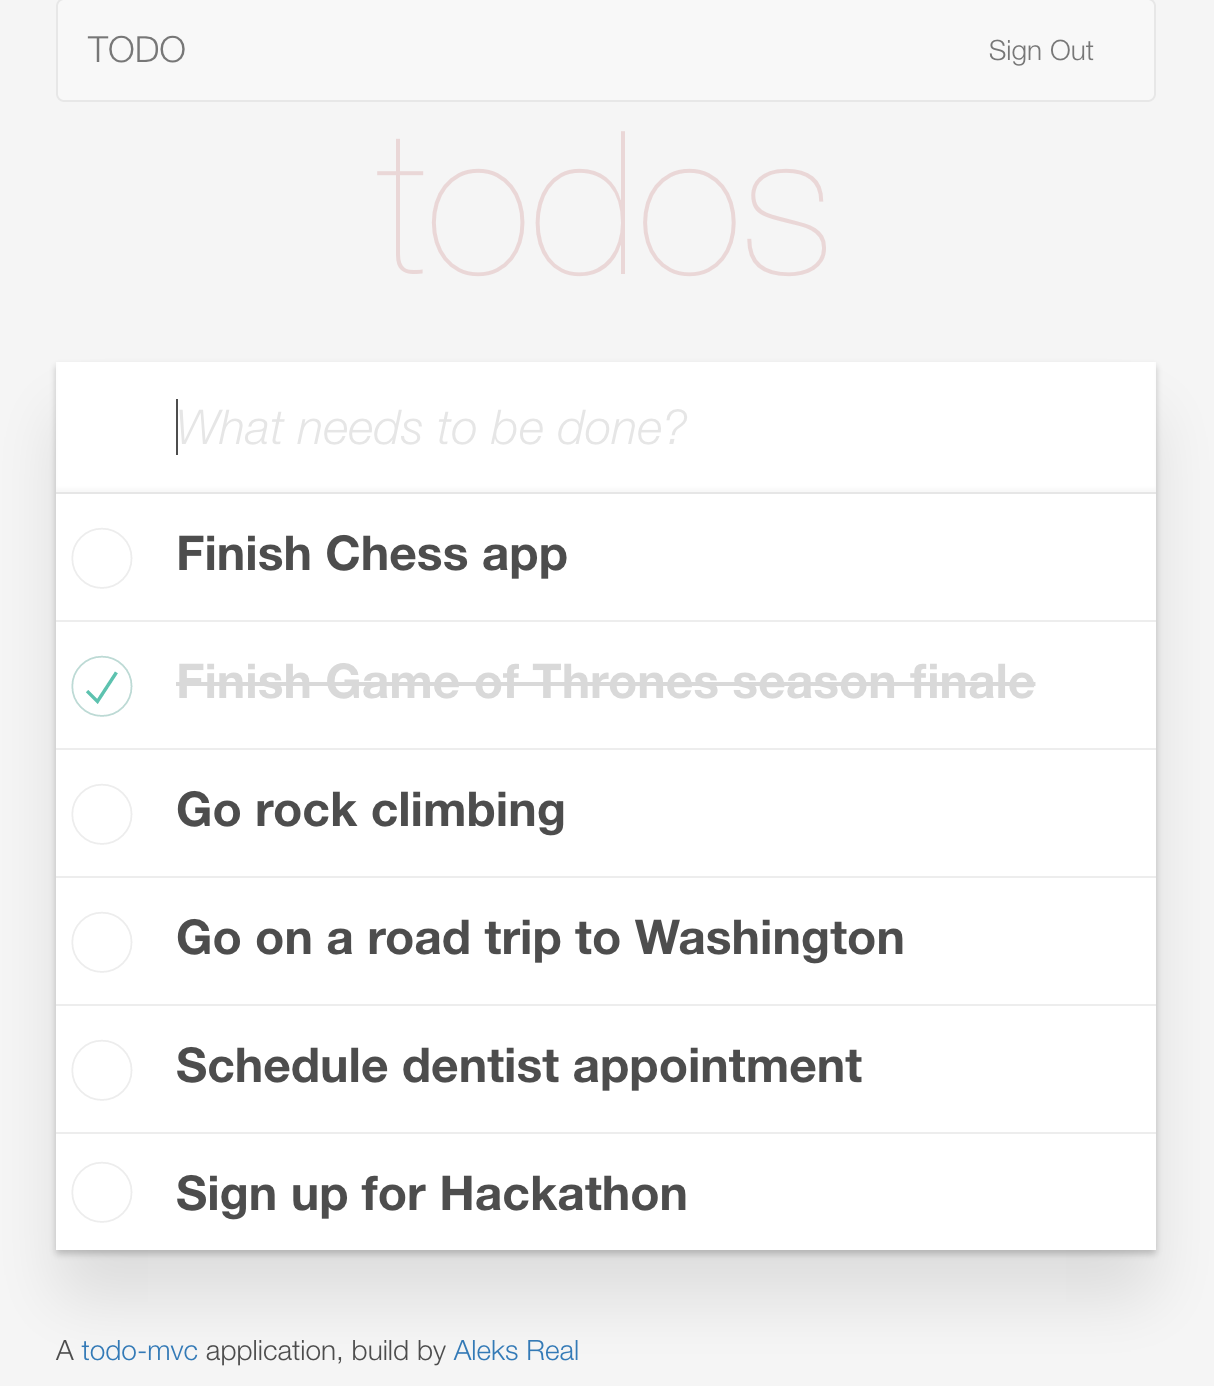 TODO Sign Out
todos
What needs to be done?
Finish Chess app
Finish Game of Thrones season finale
Go rock climbing
Go on a road trip to Washington
Schedule dentist appointment
Sign up for Hackathon
A todo-mvc application, build by Aleks Real